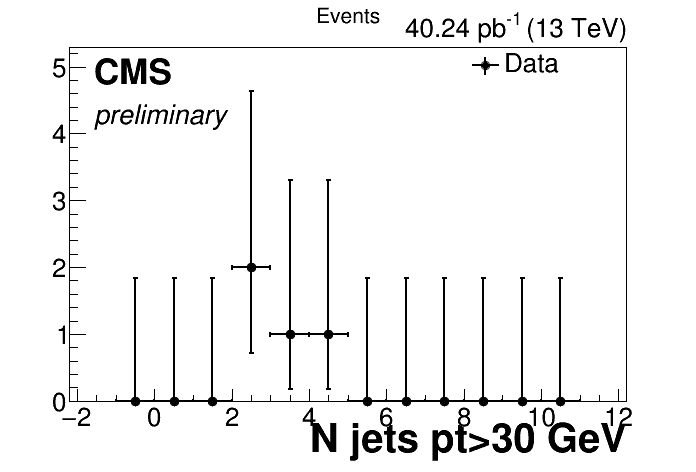 Events
40.24 pb-1 (13 TeV)
CMS
preliminary
Data
5
4
3
2
1
0
−2 0 2 4 6 8 10 12
N jets pt>30 GeV